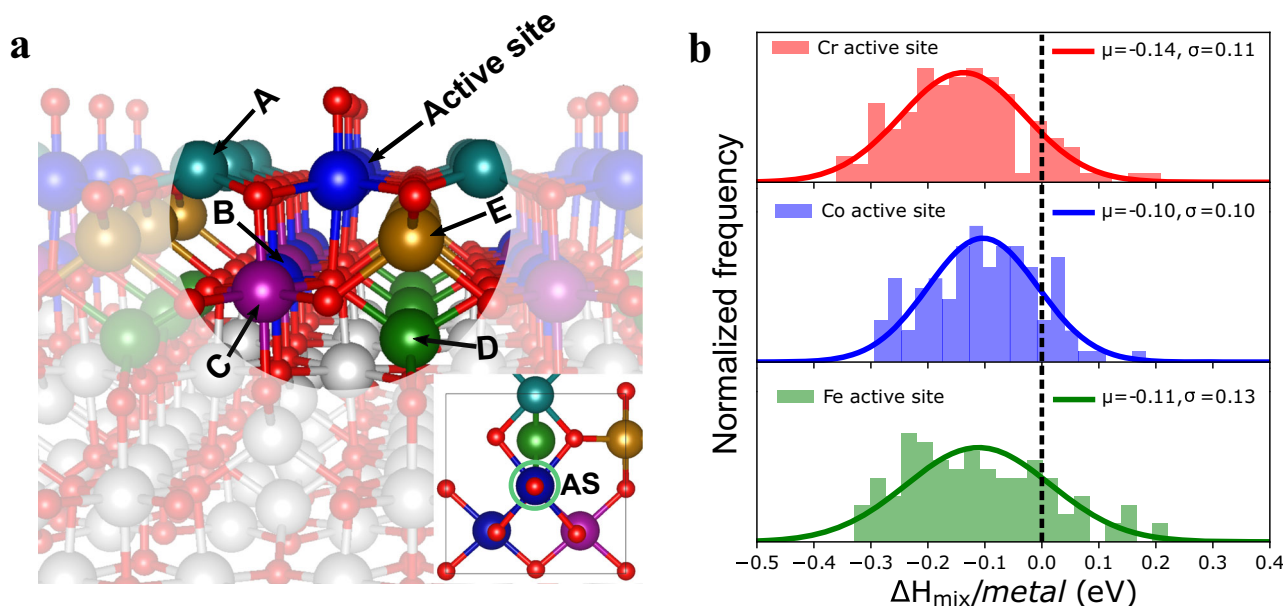 a
A
Active site
B
E
C
D
AS
b
Cr active site
μ=-0.14, σ=0.11
Co active site
μ=-0.10, σ=0.10
Fe active site
μ=-0.11, σ=0.13
Normalized frequency
−0.5 −0.4 −0.3 −0.2 −0.1 0.0 0.1 0.2 0.3 0.4
ΔHmix/metal (eV)